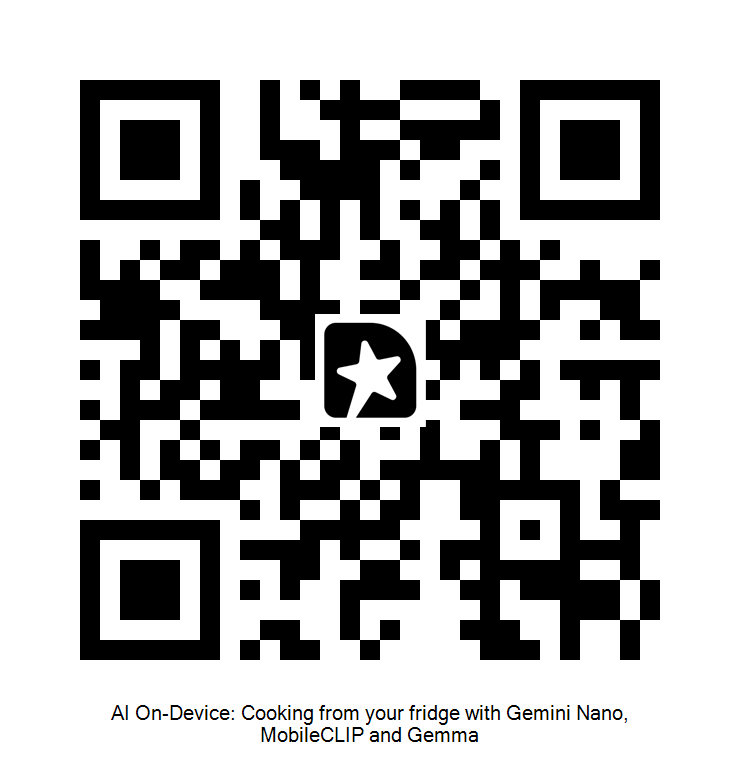 AI On-Device: Cooking from your fridge with Gemini Nano,
MobileCLIP and Gemma